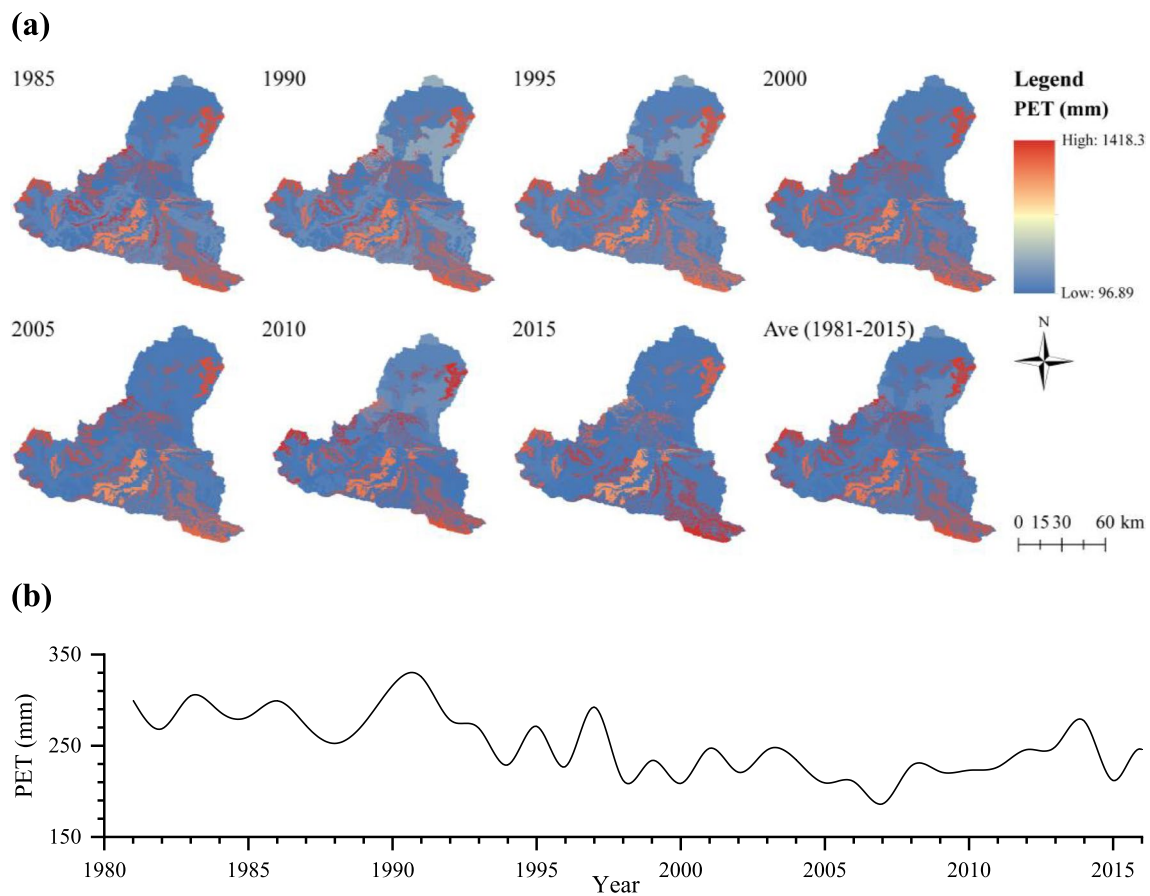 (a)
1985
1990
1995
2000
Legend
PET (mm)
High: 1418.3
Low: 96.89
2005
2010
2015
Ave (1981-2015)
N
0 15 30 60 km
(b)
350
250
150
PET (mm)
1980 1985 1990 1995 2000 2005 2010 2015
Year